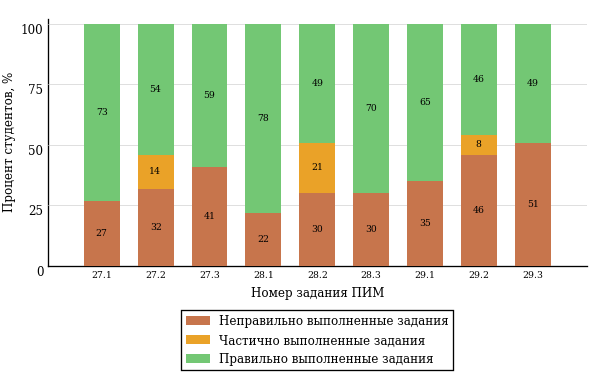 Процент студентов, %
100
75
50
25
0
73 54 59 78 49 70 65 46 49
14 21 8
27 32 41 22 30 30 35 46 51
27.1 27.2 27.3 28.1 28.2 28.3 29.1 29.2 29.3
Номер задания ПИМ
Неправильно выполненные задания
Частично выполненные задания
Правильно выполненные задания